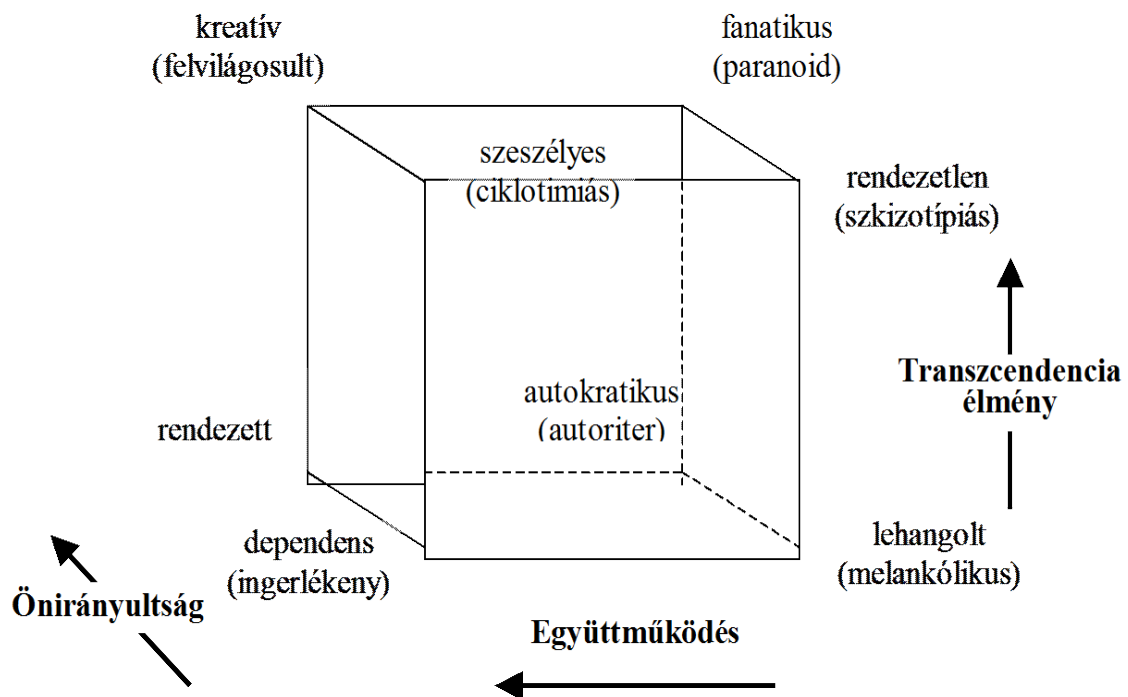 kreatív
(felvilágosult)
fanatikus
(paranoid)
szeszélyes
(ciklotimiás)
rendezetlen
(szkizotípiás)
Transzcendencia
élmény
autokratikus
(autoriter)
rendezett
dependens
(ingerlékeny)
lehangolt
(melankólikus)
Önirányultság
Együttműködés